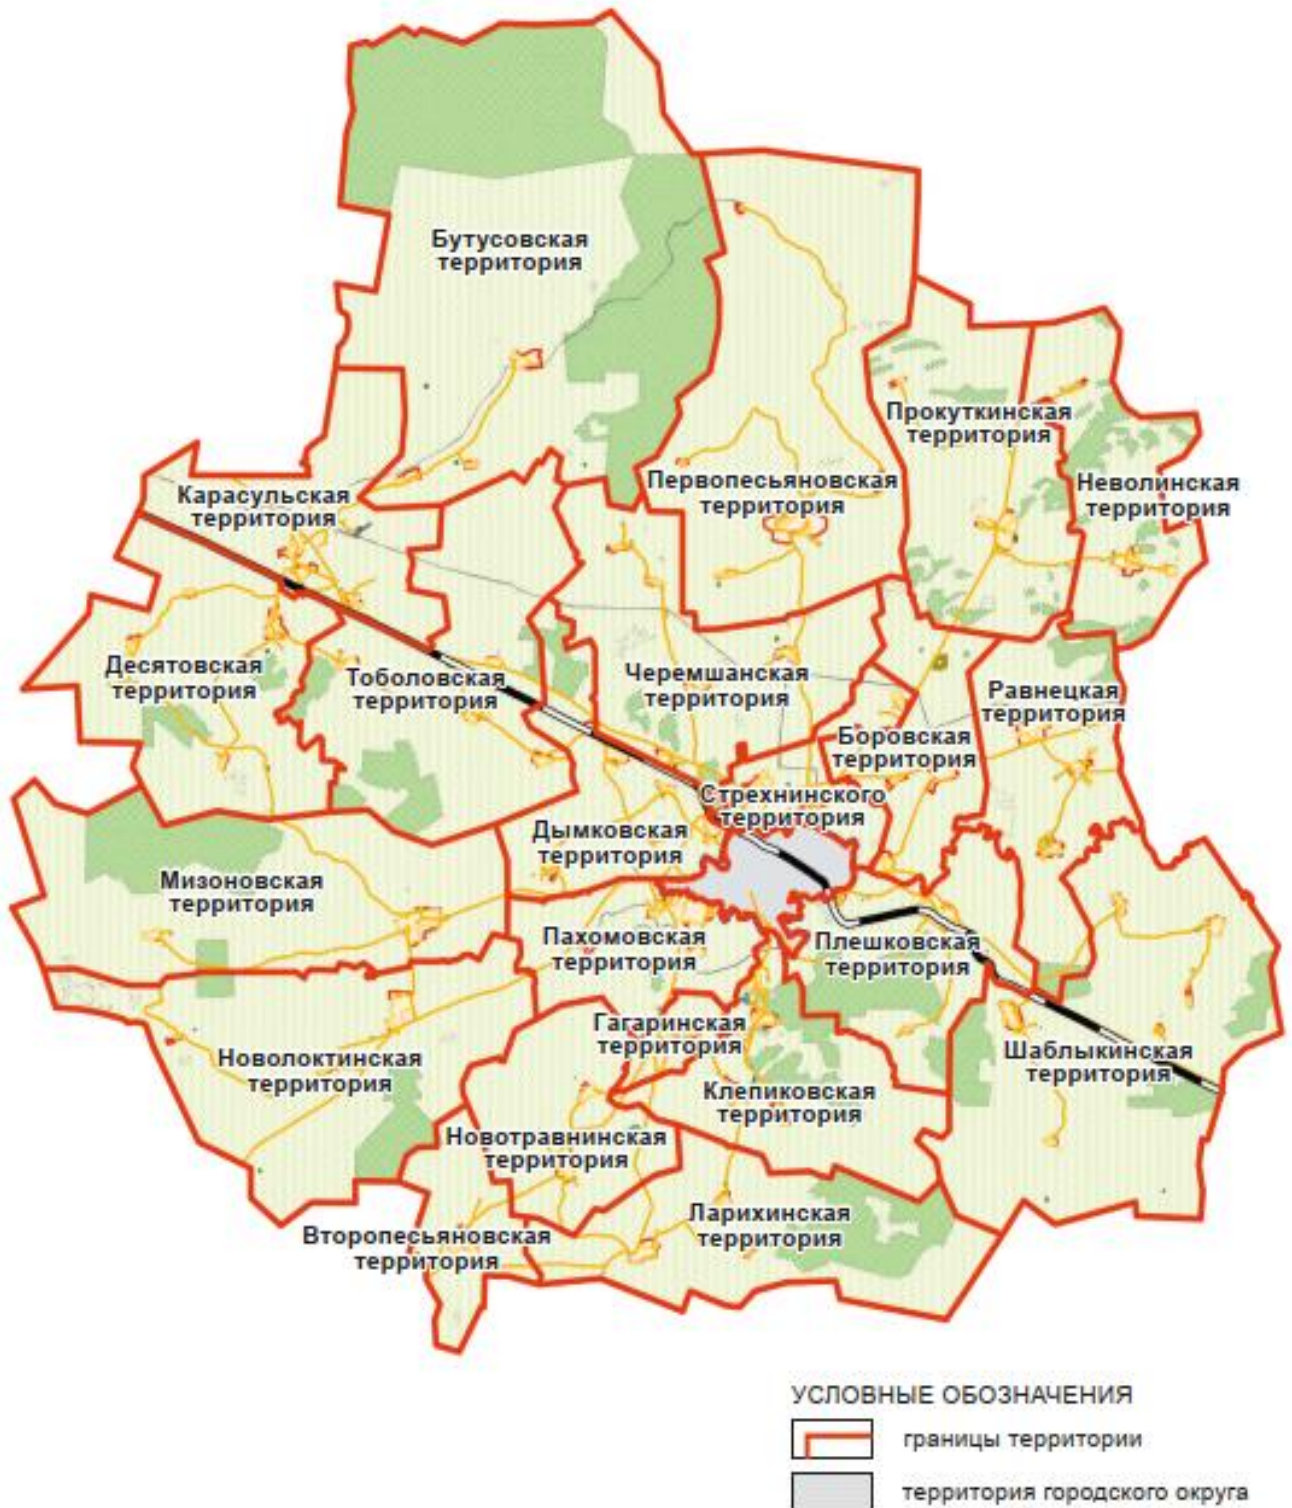 Бутусовская
территория
Прокуткинская
территория
Первопесьяновская
территория
Неволинская
территория
Карасульская
территория
Десятовская
территория
Тоболовская
территория
Черемшанская
территория
Равнецкая
территория
Боровская
территория
Стрехнинского
территория
Дымковская
территория
Мизоновская
территория
Пахомовская
территория
Плешковская
территория
Гагаринская
территория
Новолоктинская
территория
Шаблыкинская
территория
Клепиковская
территория
Новотравнинская
территория
Ларихинская
территория
Второпесьяновская
территория
УСЛОВНЫЕ ОБОЗНАЧЕНИЯ
границы территории
территория городского округа